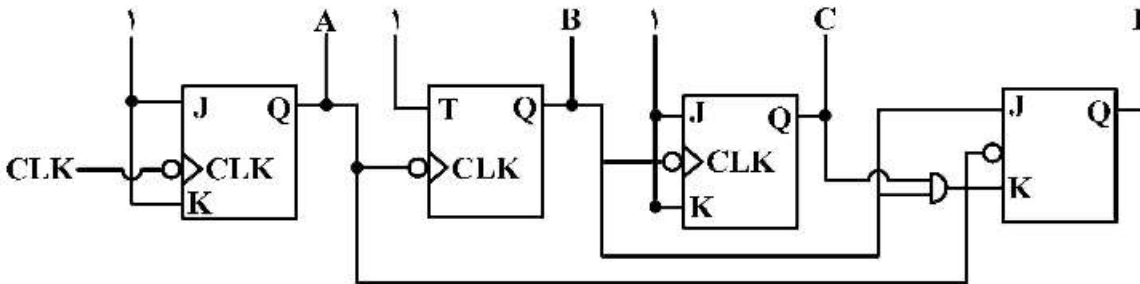 ١ A ١ B ١ C
J Q T Q J Q J Q
CLK CLK CLK CLK
K K K